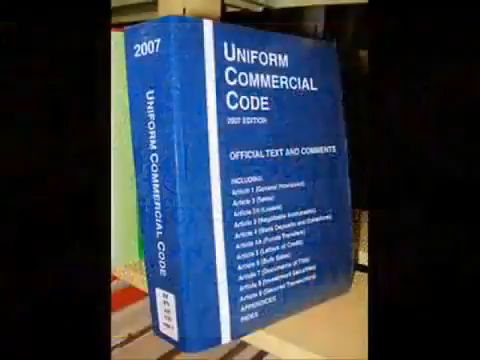 2007
UNIFORM COMMERCIAL CODE
UNIFORM
COMMERCIAL
CODE
2007 EDITION
OFFICIAL TEXT AND COMMENTS
INCLUDING:
Article 1 (General Provisions)
Article 2 (Sales)
Article 2A (Leases)
Article 3 (Negotiable Instruments)
Article 4 (Bank Deposits and Collections)
Article 4A (Funds Transfers)
Article 5 (Letters of Credit)
Article 6 (Bulk Sales)
Article 7 (Documents of Title)
Article 8 (Investment Securities)
Article 9 (Secured Transactions)
APPENDICES
INDEX